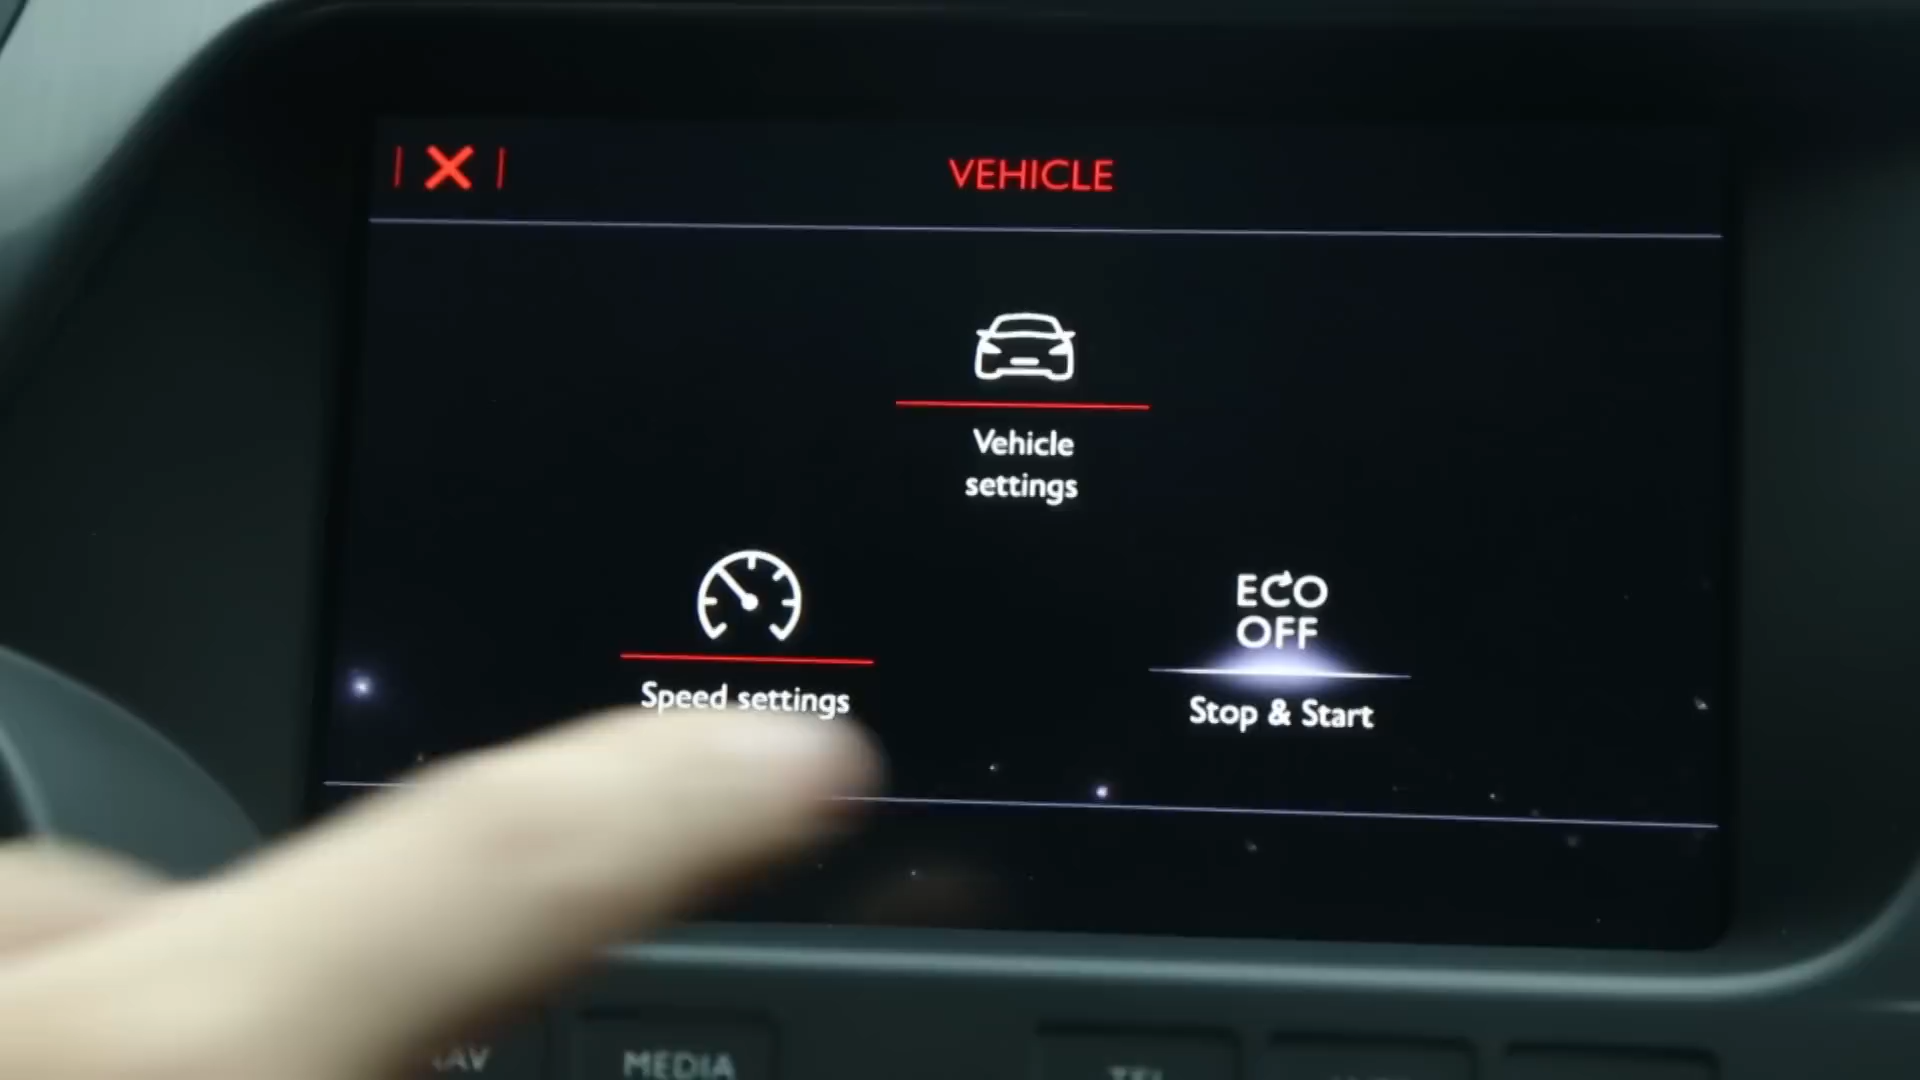 VEHICLE
Vehicle
settings
Speed settings
ECO
OFF
Stop & Start
MEDIA